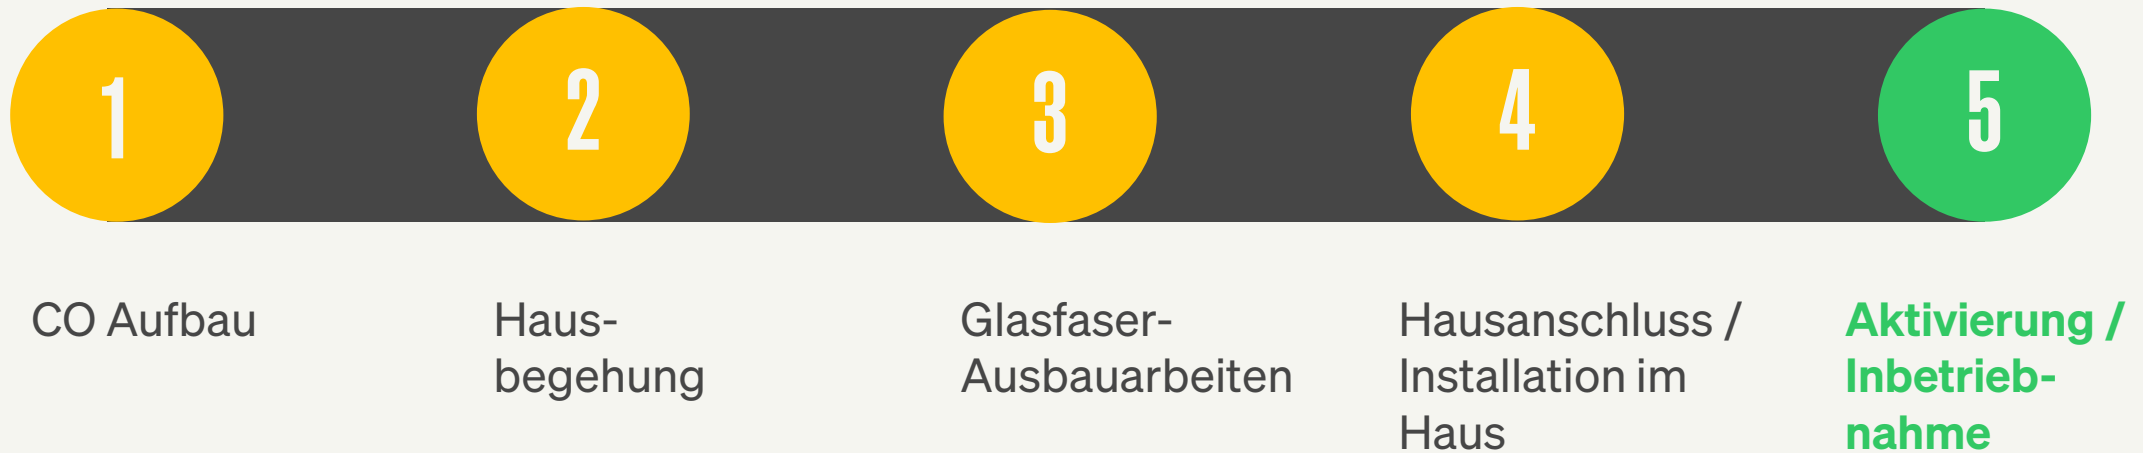 1
2
3
4
5
CO Aufbau
Haus-
begehung
Glasfaser-
Ausbauarbeiten
Hausanschluss /
Installation im
Haus
Aktivierung /
Inbetrieb-
nahme